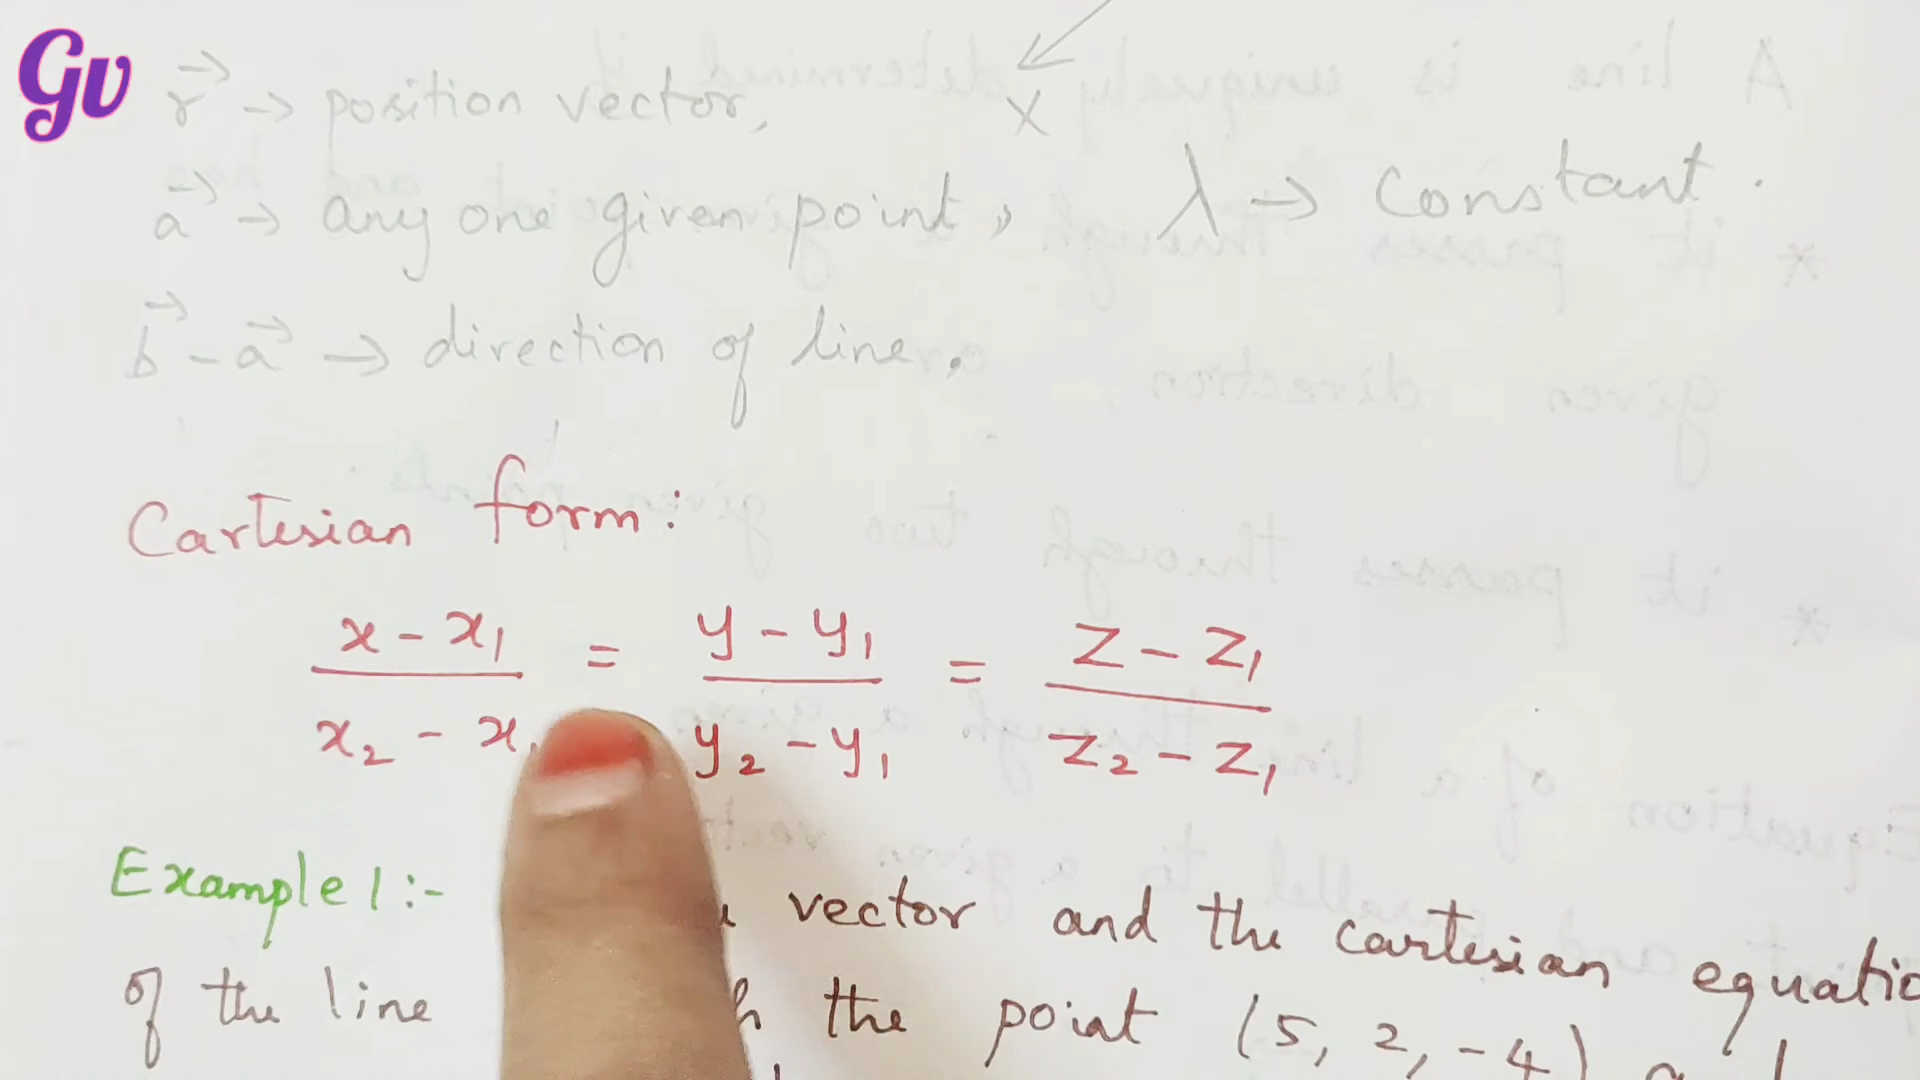 Gv
r⃗ → position vector,
x
a⃗ → any one given point, λ → constant.
b⃗ - a⃗ → direction of line.
Cartesian form:
x - x₁ / x₂ - x₁ = y - y₁ / y₂ - y₁ = z - z₁ / z₂ - z₁
Example 1:- vector and the cartesian equatio
of the line the point (5, 2, -4)